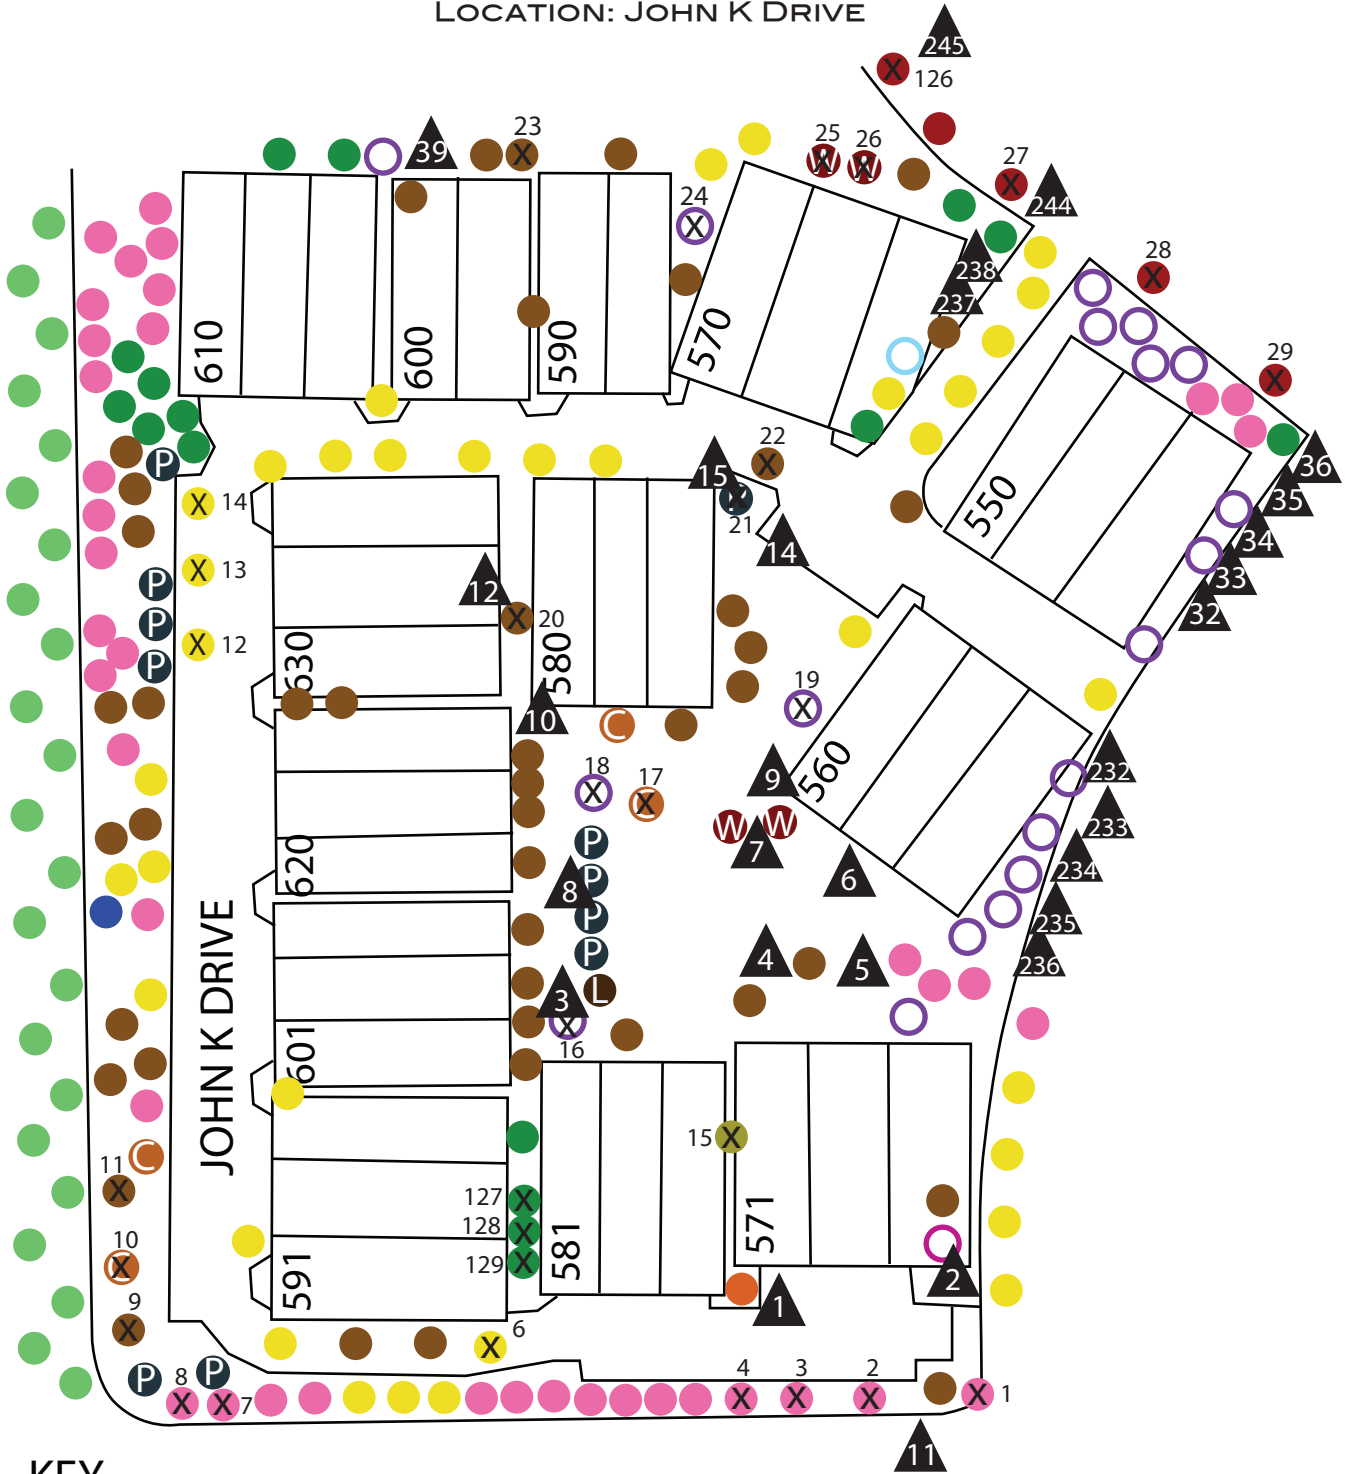 LOCATION: JOHN K DRIVE
245
X 126
39
23
X
25
W X
26
W X
27
X
244
24
X
238
237
28
X
29
X
610
600
590
570
550
P
22
X
15
X
21
14
36
35
34
33
32
X 14
X 13
X 12
P
P
P
12
X 20
630
580
10
C
19
X
9
560
232
233
234
235
236
18
X
17
C X
W W
7
6
P
P
8
P
P
L
3
X
16
4
5
620
JOHN K DRIVE
601
15 X
C
11
X
127 X
128 X
129 X
591
581
571
10
C X
9
X
2
1
6
X
P
P
8
X
X 7
4
X
3
X
2
X
X 1
11
KEY